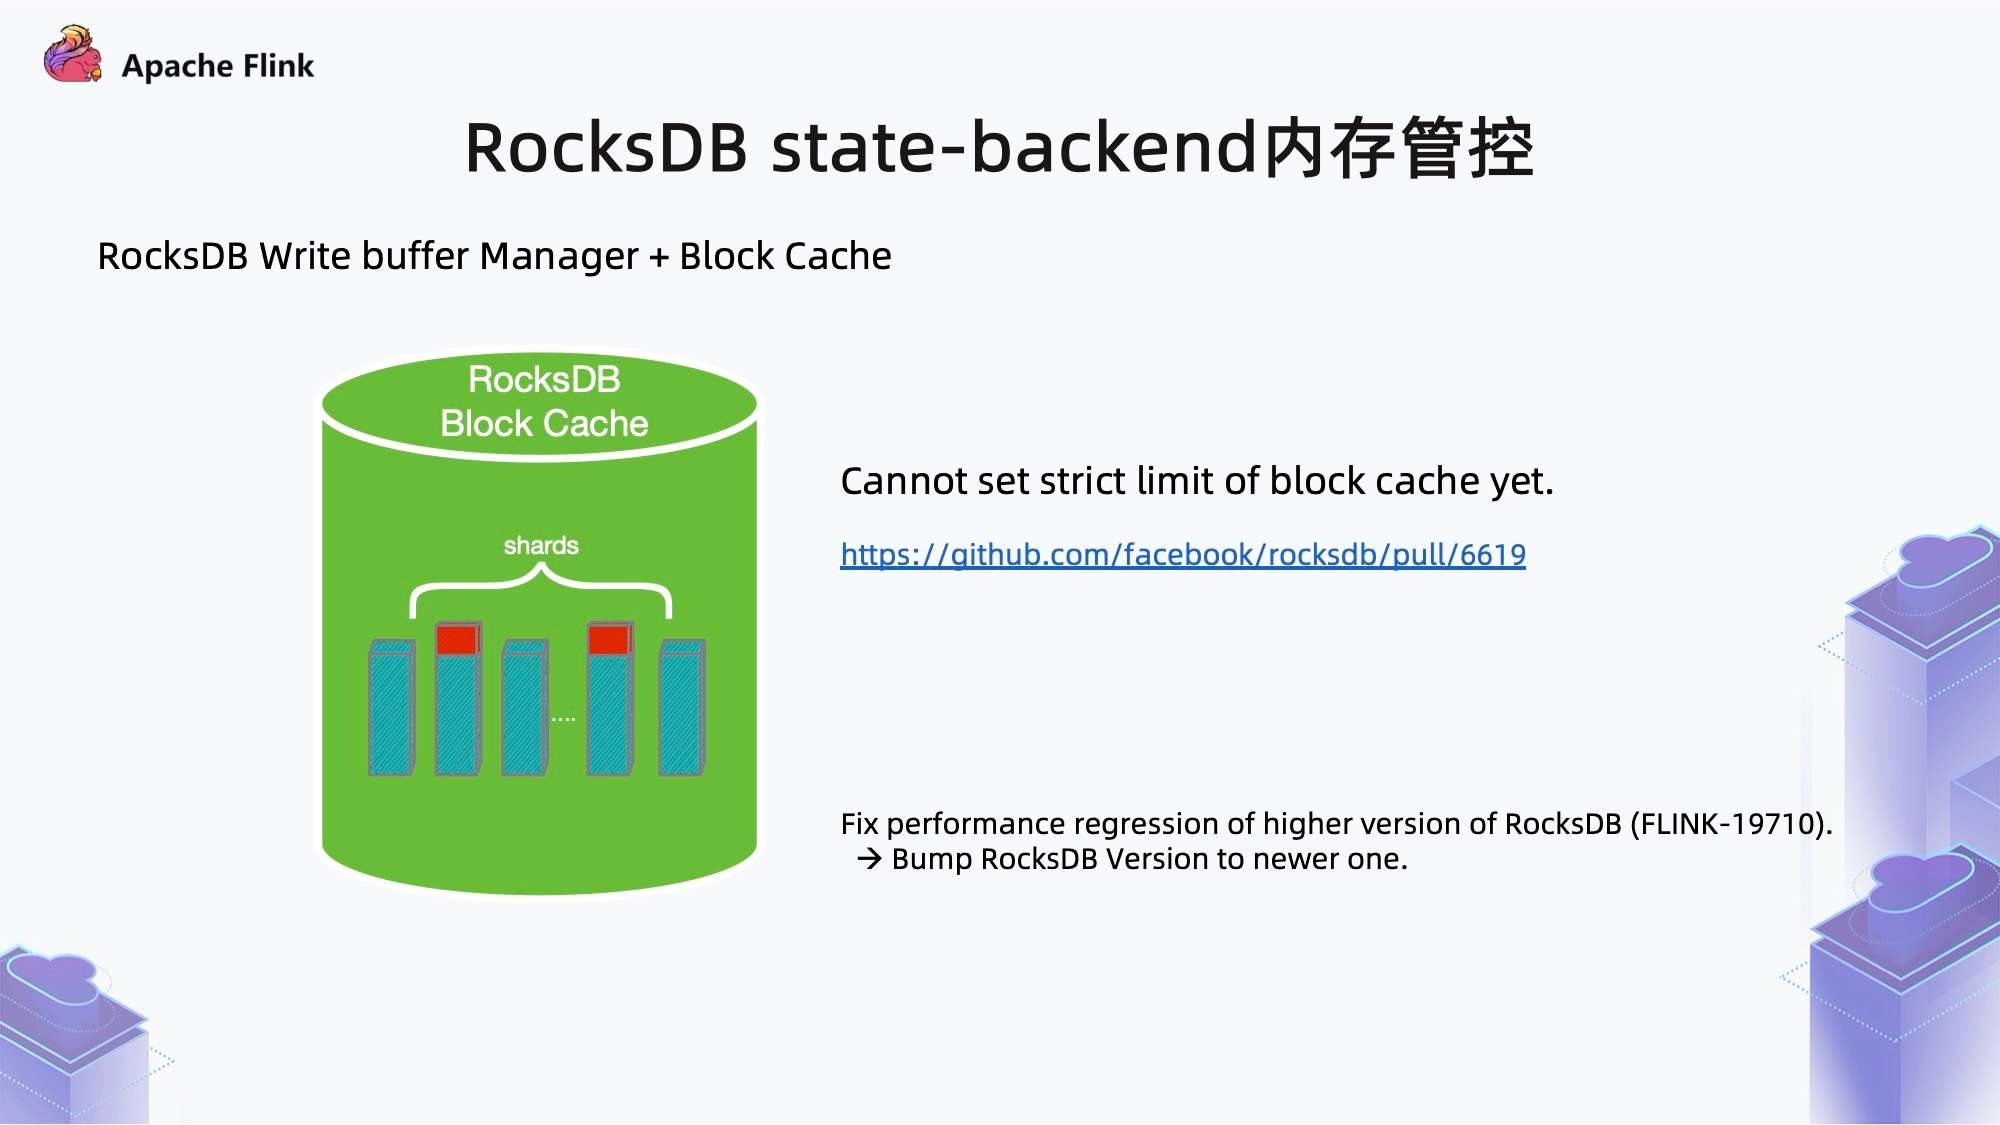 Apache Flink
RocksDB state-backend内存管控
RocksDB Write buffer Manager + Block Cache
RocksDB
Block Cache
shards
....
Cannot set strict limit of block cache yet.
https://github.com/facebook/rocksdb/pull/6619
Fix performance regression of higher version of RocksDB (FLINK-19710).
→ Bump RocksDB Version to newer one.